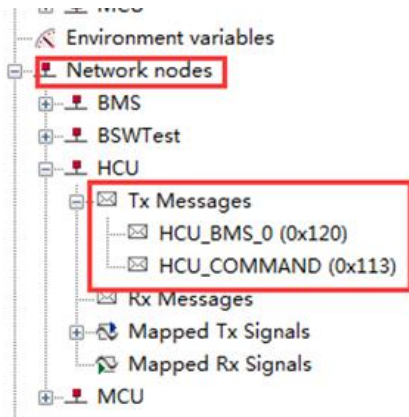 MCU
Environment variables
Network nodes
BMS
BSWTest
HCU
Tx Messages
HCU_BMS_0 (0x120)
HCU_COMMAND (0x113)
Rx Messages
Mapped Tx Signals
Mapped Rx Signals
MCU